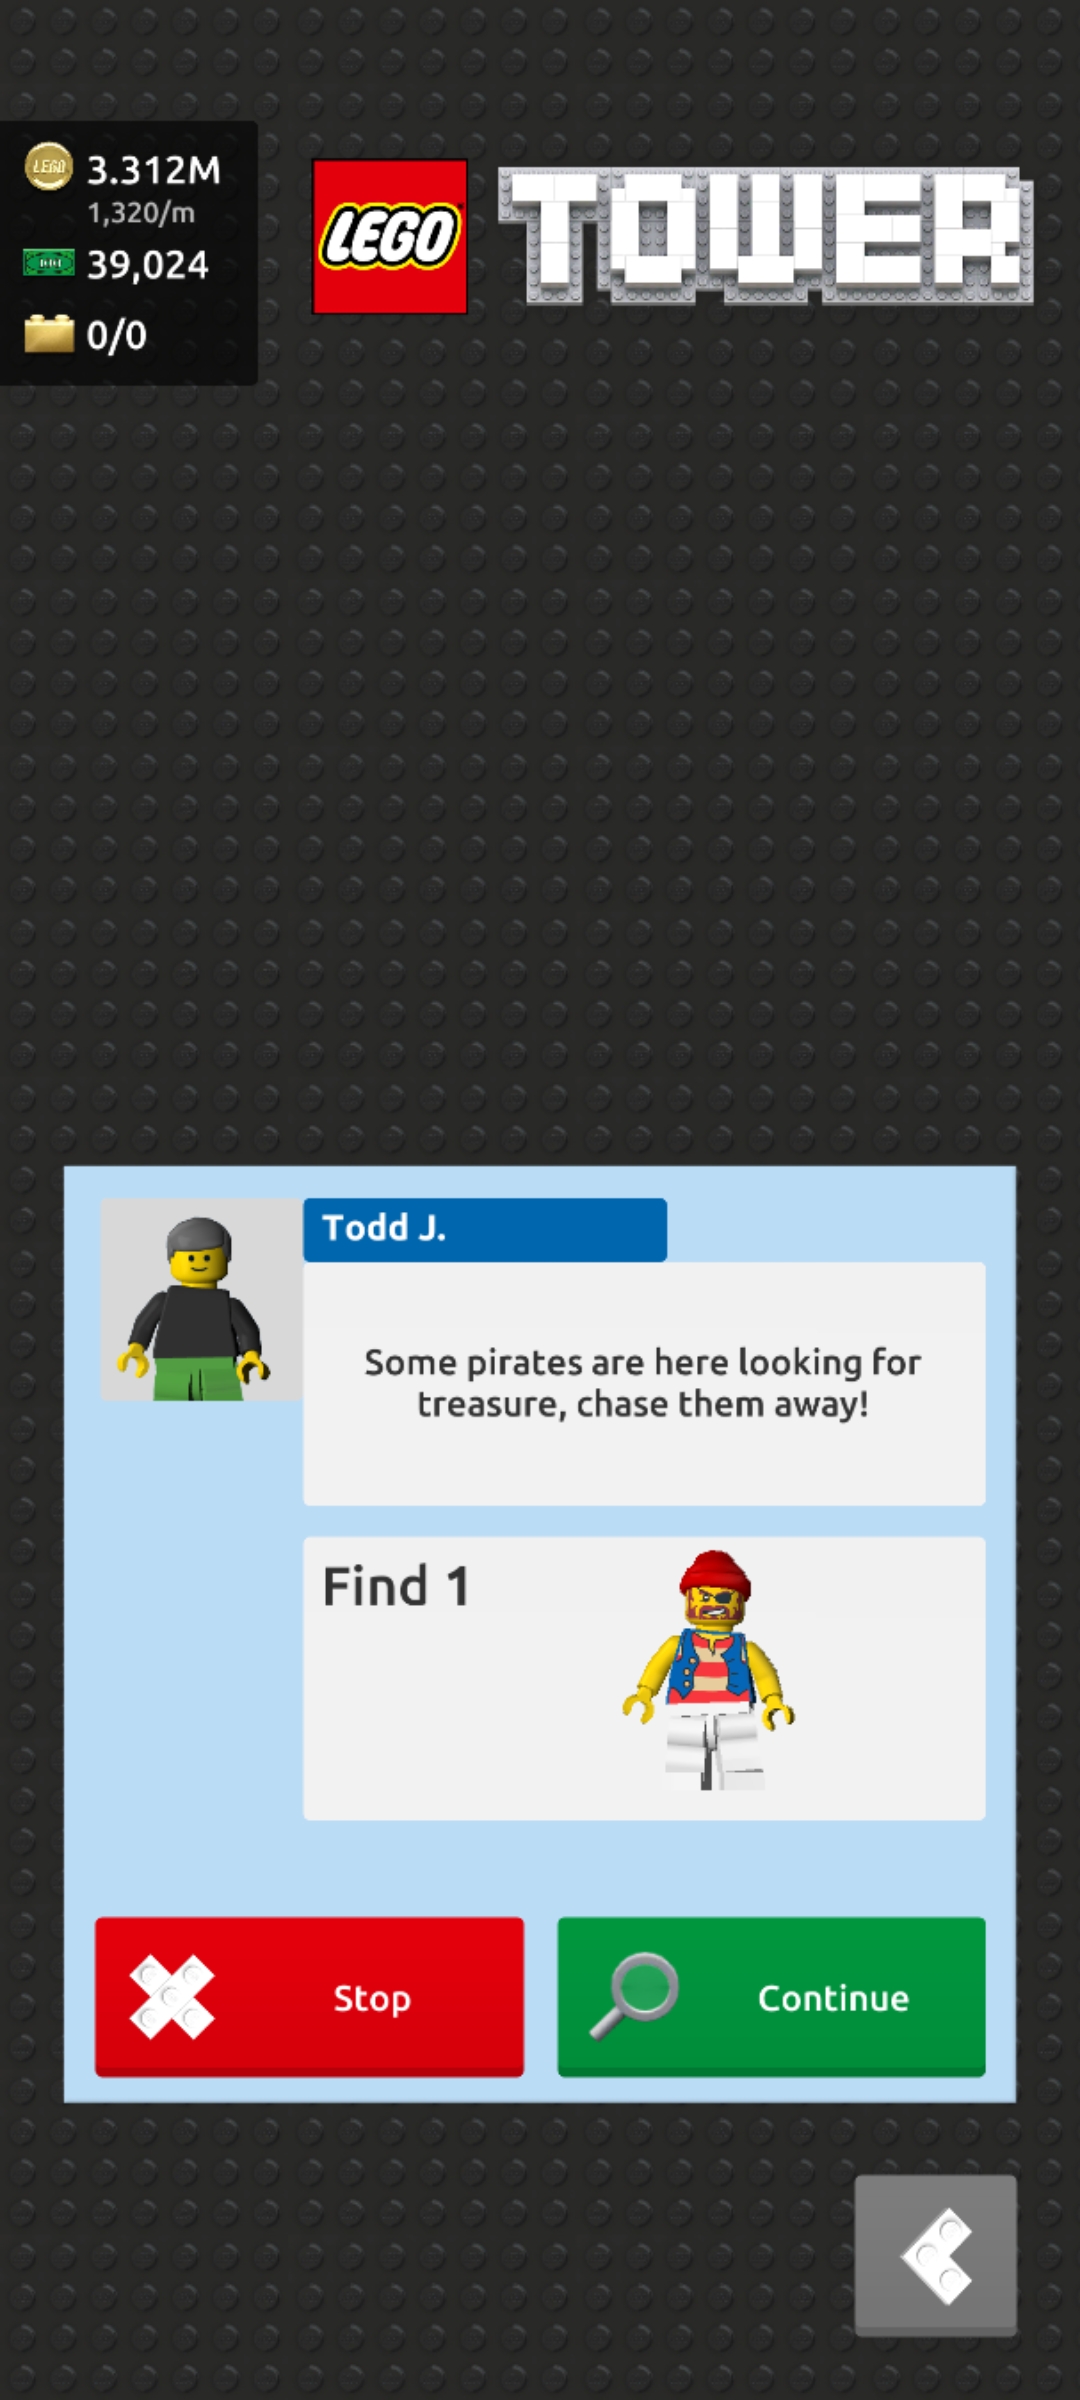 LEGO
3.312M
1,320/m
39,024
0/0
LEGO
TOWER
Todd J.
Some pirates are here looking for
treasure, chase them away!
Find 1
Stop
Continue